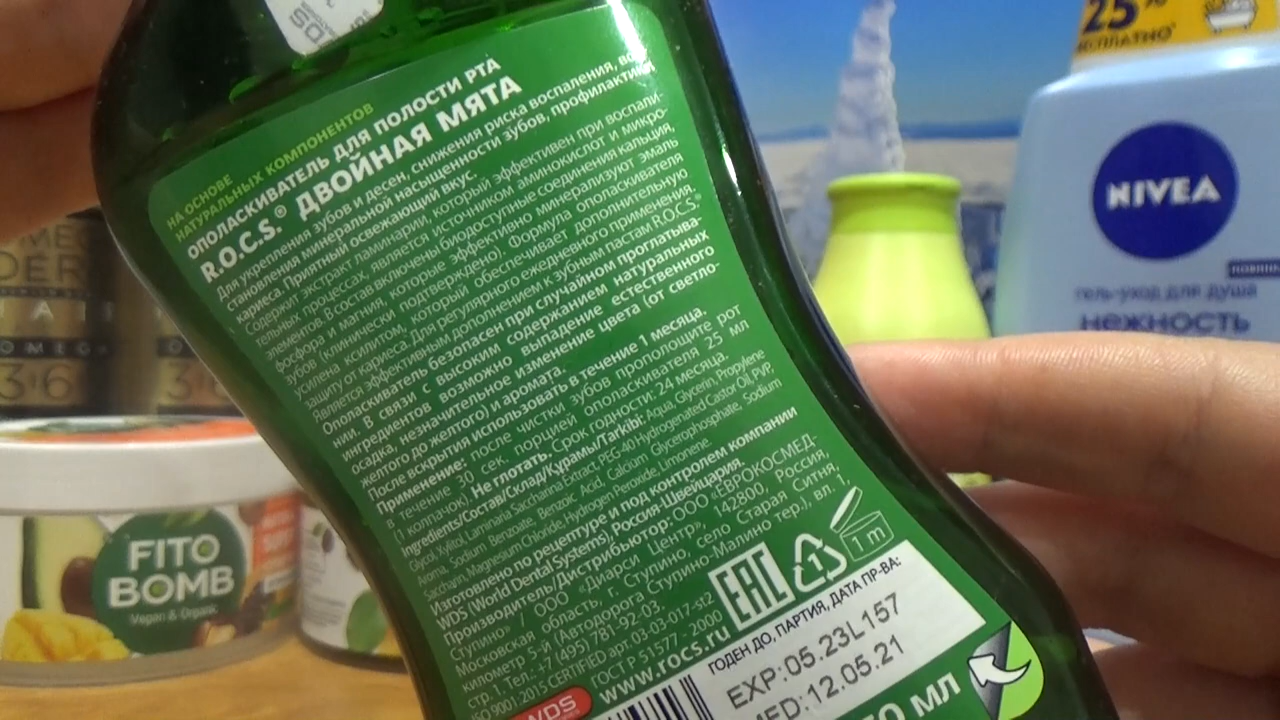 НА ОСНОВЕ
НАТУРАЛЬНЫХ КОМПОНЕНТОВ
ОПОЛАСКИВАТЕЛЬ ДЛЯ ПОЛОСТИ РТА
R.O.C.S.® ДВОЙНАЯ МЯТА
Для укрепления зубов и десен, снижения риска воспаления, вос-
становления минеральной насыщенности зубов, профилактики
кариеса. Приятный освежающий вкус.
Содержит экстракт ламинарии, который эффективен при воспали-
тельных процессах, является источником аминокислот и микро-
элементов. В состав включены биодоступные соединения кальция,
фосфора и магния, которые эффективно минерализуют эмаль
зубов (клинически подтверждено). Формула ополаскивателя
усилена ксилитом, который обеспечивает дополнительную
защиту от кариеса. Для регулярного ежедневного применения.
Является эффективным дополнением к зубным пастам R.O.C.S.®
Ополаскиватель безопасен при случайном проглатыва-
нии. В связи с высоким содержанием натуральных
ингредиентов возможно выпадение естественного
осадка, незначительное изменение цвета (от светло-
желтого до желтого) и аромата.
После вскрытия использовать в течение 1 месяца.
Применение: после чистки зубов прополощите рот
в течение 30 сек. порцией ополаскивателя 25 мл
(1 колпачок). Не глотать. Срок годности: 24 месяца.
Ingredients/Состав/Склад/Құрамы/Tarkibi: Aqua, Glycerin, Propylene
Glycol, Xylitol, Laminaria Saccharina Extract, PEG-40 Hydrogenated Castor Oil, PVP,
Aroma, Sodium Benzoate, Benzoic Acid, Calcium Glycerophosphate, Sodium
Saccharin, Magnesium Chloride, Hydrogen Peroxide, Limonene.
Изготовлено по рецептуре и под контролем компании
WDS (World Dental Systems), Россия-Швейцария.
Производитель/Дистрибьютор: ООО «ЕВРОКОСМЕД-
Ступино» / ООО «Диарси Центр», 142800, Россия,
Московская область, г. Ступино, село Старая Ситня,
километр 5-й (Автодорога Ступино-Малино тер.), вл. 1,
стр. 1. Тел.: +7 (495) 781-92-03.
ISO 9001:2015 CERTIFIED арт. 03-03-017-st2
ГОСТ Р 51577 - 2000
www.rocs.ru
WDS
EAC
1
1 m
ГОДЕН ДО, ПАРТИЯ, ДАТА ПР-ВА:
EXP:05.23L157
MED:12.05.21
МЛ
25%
NIVEA
гель-уход для душа
НЕЖНОСТЬ
FITO
BOMB
Vegan & Organic